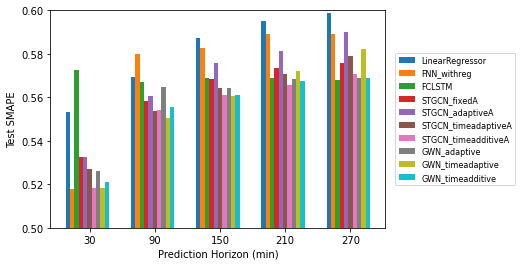 0.60
0.58
0.56
0.54
0.52
0.50
Test SMAPE
30 90 150 210 270
Prediction Horizon (min)
LinearRegressor
FNN_withreg
FCLSTM
STGCN_fixedA
STGCN_adaptiveA
STGCN_timeadaptiveA
STGCN_timeadditiveA
GWN_adaptive
GWN_timeadaptive
GWN_timeadditive